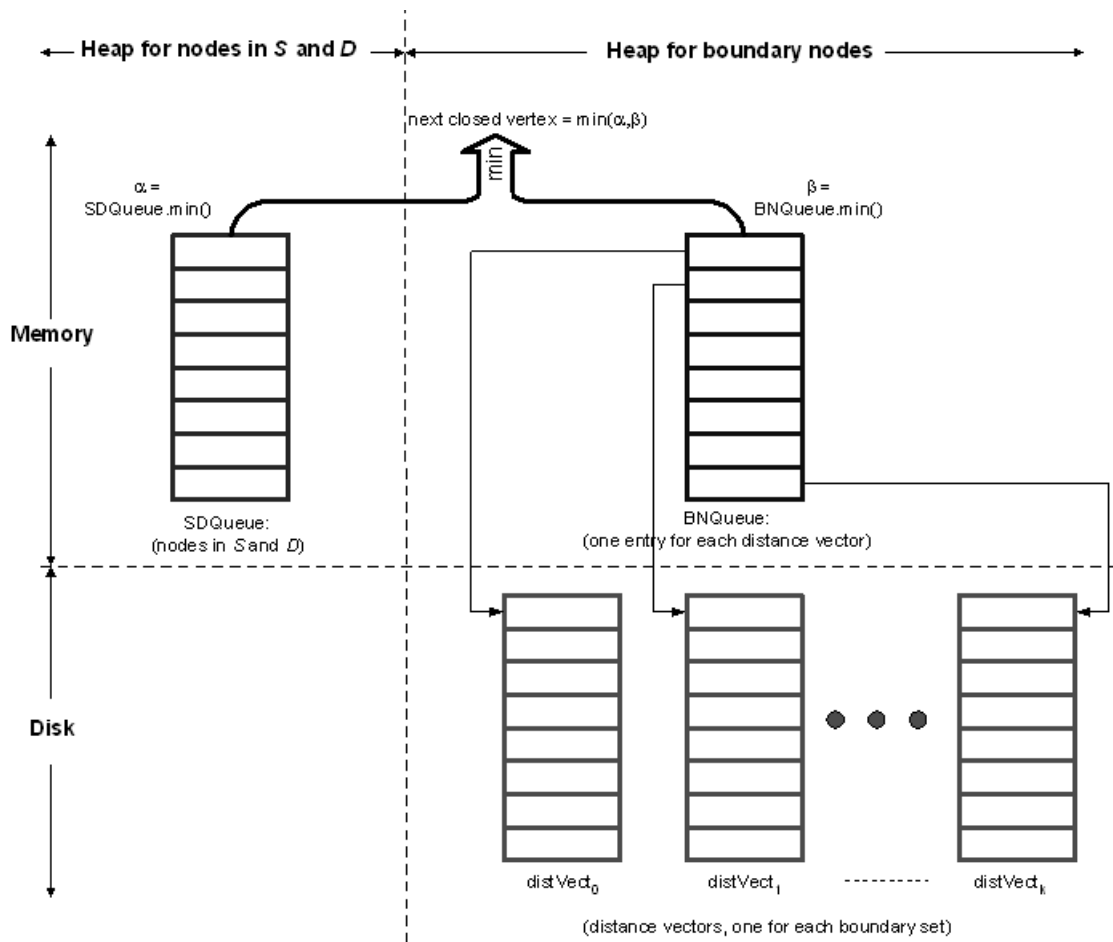 Heap for nodes in S and D
Heap for boundary nodes
next closed vertex = min(α,β)
min
α =
SDQueue.min()
β =
BNQueue.min()
Memory
SDQueue:
(nodes in S and D)
BNQueue:
(one entry for each distance vector)
Disk
distVect0
distVect1
distVectk
(distance vectors, one for each boundary set)